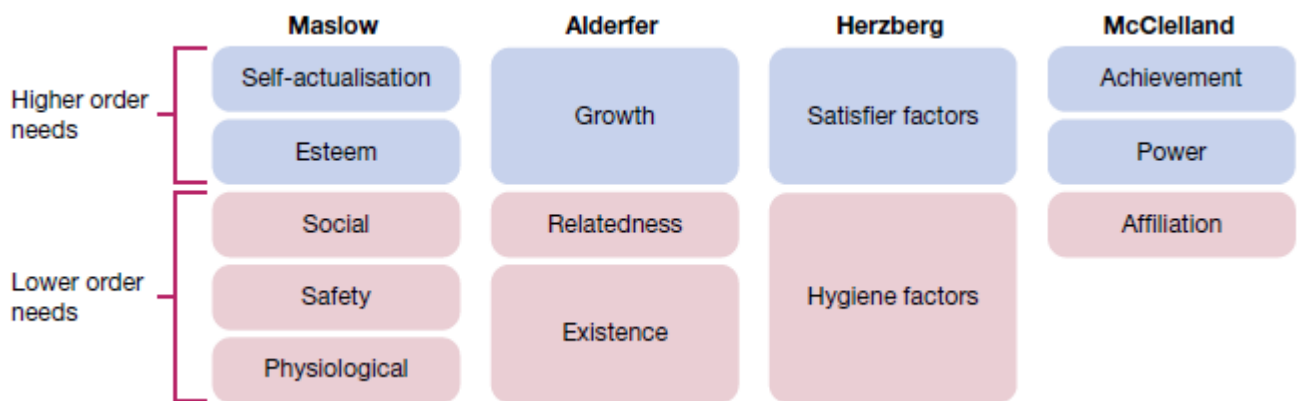 Maslow Alderfer Herzberg McClelland
Higher order
needs
Self-actualisation
Esteem
Growth
Satisfier factors
Achievement
Power
Lower order
needs
Social
Safety
Physiological
Relatedness
Existence
Hygiene factors
Affiliation